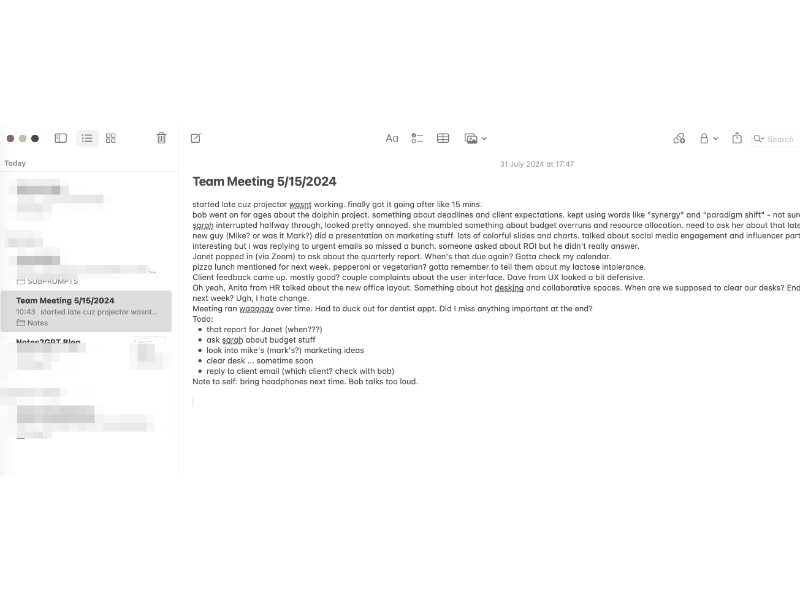 Aa
Search
Today
31 July 2024 at 17:47
SUBPROMPTS
Team Meeting 5/15/2024
10:43 started late cuz projector wasnt...
Notes
Notes2GPT Blog
Team Meeting 5/15/2024
started late cuz projector wasnt working. finally got it going after like 15 mins.
bob went on for ages about the dolphin project. something about deadlines and client expectations. kept using words like "synergy" and "paradigm shift" - not sure
sarah interrupted halfway through, looked pretty annoyed. she mumbled something about budget overruns and resource allocation. need to ask her about that
new guy (Mike? or was it Mark?) did a presentation on marketing stuff. lots of colorful slides and charts. talked about social media engagement and influencer
interesting but i was replying to urgent emails so missed a bunch. someone asked about ROI but he didn't really answer.
Janet popped in (via Zoom) to ask about the quarterly report. When's that due again? Gotta check my calendar.
pizza lunch mentioned for next week. pepperoni or vegetarian? gotta remember to tell them about my lactose intolerance.
Client feedback came up. mostly good? couple complaints about the user interface. Dave from UX looked a bit defensive.
Oh yeah, Anita from HR talked about the new office layout. Something about hot desking and collaborative spaces. When are we supposed to clear our desks? End
next week? Ugh, I hate change.
Meeting ran waaaaay over time. Had to duck out for dentist appt. Did I miss anything important at the end?
Todo:
• that report for Janet (when???)
• ask sarah about budget stuff
• look into mike's (mark's?) marketing ideas
• clear desk ... sometime soon
• reply to client email (which client? check with bob)
Note to self: bring headphones next time. Bob talks too loud.